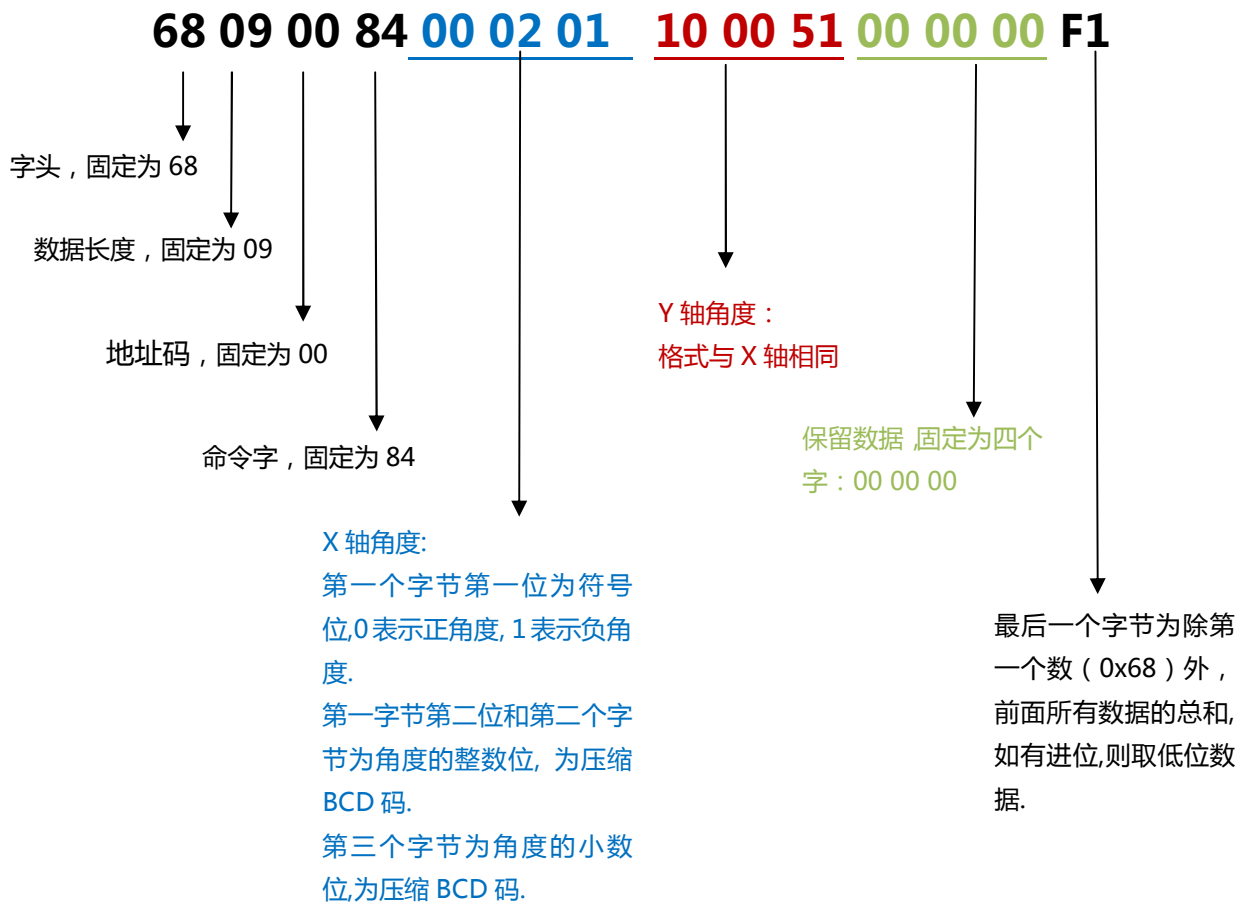 68 09 00 84 00 02 01 10 00 51 00 00 00 F1
字头，固定为 68
数据长度，固定为 09
地址码，固定为 00
命令字，固定为 84
X 轴角度:
第一个字节第一位为符号
位,0 表示正角度, 1 表示负角
度.
第一字节第二位和第二个字
节为角度的整数位, 为压缩
BCD 码.
第三个字节为角度的小数
位,为压缩 BCD 码.
Y 轴角度：
格式与 X 轴相同
保留数据 ,固定为四个
字：00 00 00
最后一个字节为除第
一个数（0x68）外，
前面所有数据的总和,
如有进位,则取低位数
据.